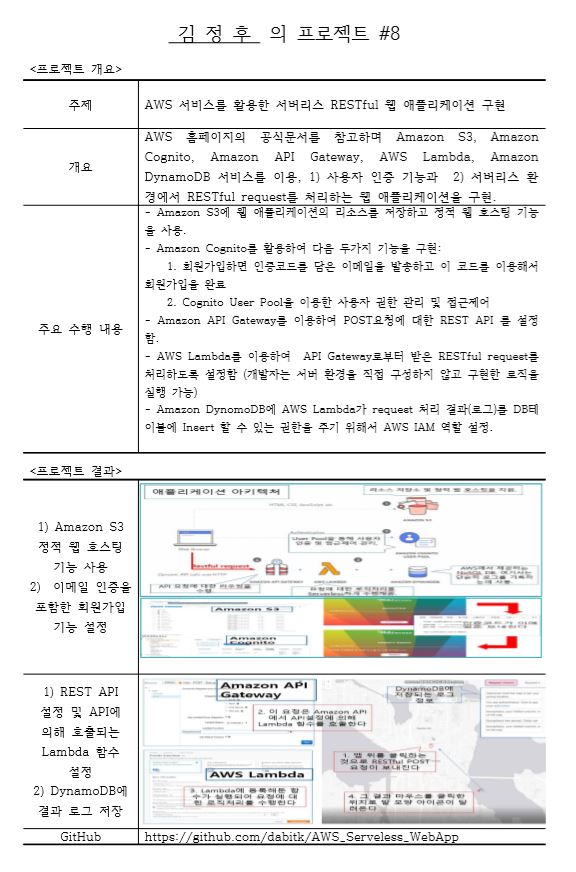 김 정 후 의 프로젝트 #8
<프로젝트 개요>
주제
AWS 서비스를 활용한 서버리스 RESTful 웹 애플리케이션 구현
개요
AWS 홈페이지의 공식문서를 참고하며 Amazon S3, Amazon
Cognito, Amazon API Gateway, AWS Lambda, Amazon
DynamoDB 서비스를 이용, 1) 사용자 인증 기능과 2) 서버리스 환
경에서 RESTful request를 처리하는 웹 애플리케이션을 구현.
주요 수행 내용
- Amazon S3에 웹 애플리케이션의 리소스를 저장하고 정적 웹 호스팅 기능
을 사용.
- Amazon Cognito를 활용하여 다음 두가지 기능을 구현:
1. 회원가입하면 인증코드를 담은 이메일을 발송하고 이 코드를 이용해서
회원가입을 완료
2. Cognito User Pool을 이용한 사용자 권한 관리 및 접근제어
- Amazon API Gateway를 이용하여 POST요청에 대한 REST API 를 설정
함.
- AWS Lambda를 이용하여 API Gateway로부터 받은 RESTful request를
처리하도록 설정함 (개발자는 서버 환경을 직접 구성하지 않고 구현한 로직을
실행 가능)
- Amazon DynomoDB에 AWS Lambda가 request 처리 결과(로그)를 DB테
이블에 Insert 할 수 있는 권한을 주기 위해서 AWS IAM 역할 설정.
<프로젝트 결과>
1) Amazon S3
정적 웹 호스팅
기능 사용
2) 이메일 인증을
포함한 회원가입
기능 설정
애플리케이션 아키텍처
리소스 저장소 및 정적 웹 호스팅을 지원.
AMAZON S3
User Pool을 통해 사용자
인증 및 접근제어 관리.
AMAZON COGNITO
USER POOL
Web Browser
Restful request
AMAZON API GATEWAY
AWS LAMBDA
AMAZON DYNAMODB
API 요청에 대한 라우팅을
수행
요청에 대한 로직처리를
Serverless하게 수행해줌.
AWS에서 제공하는
NoSQL DB.
Amazon S3
Amazon
Cognito
1) REST API
설정 및 API에
의해 호출되는
Lambda 함수
설정
2) DynamoDB에
결과 로그 저장
Amazon API
Gateway
2. 이 요청은 Amazon API
에서 API설정에 의해
Lambda 함수를 호출한다
AWS Lambda
3. Lambda에 등록해둔 함
수가 실행되어 요청에 대
한 로직처리를 수행한다
DynamoDB에
저장되는 로그
정보
1. 맵 위를 클릭하는
것으로 RESTful POST
요청이 보내진다
4. 그 결과 마우스를 클릭한
위치로 말 모양 아이콘이 달
려온다
GitHub
https://github.com/dabitk/AWS_Serveless_WebApp